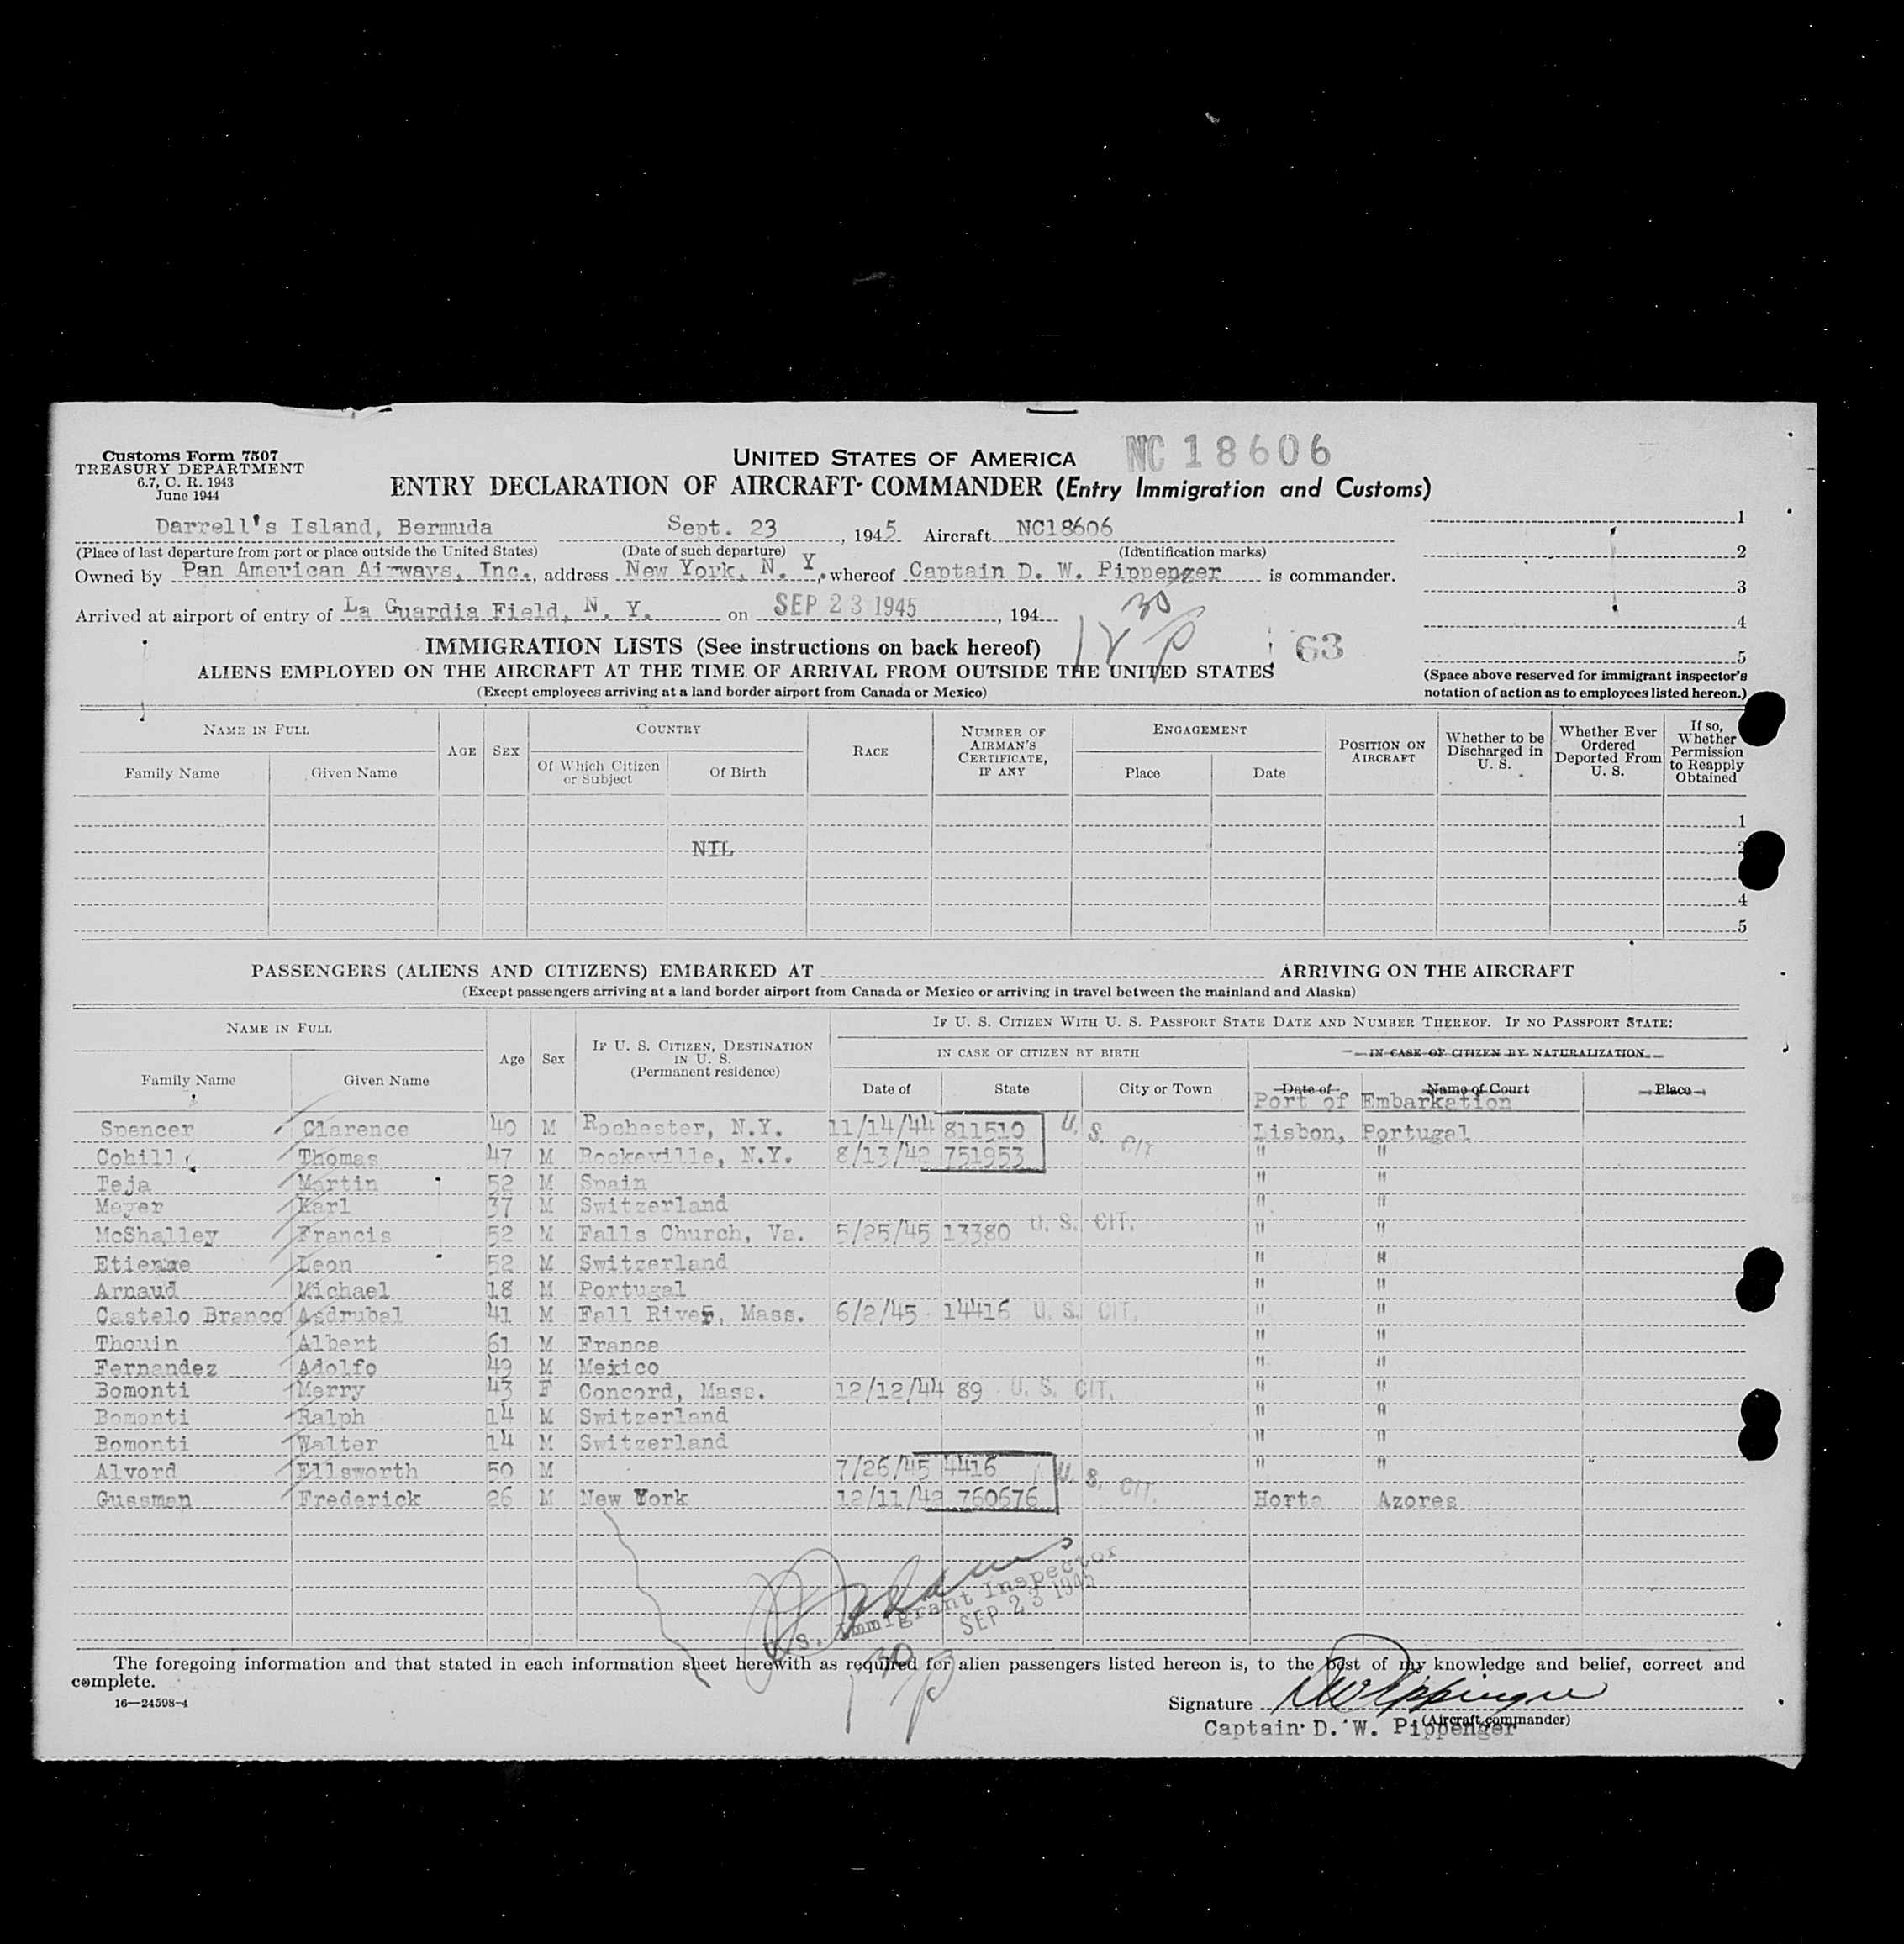 Customs Form 7507
TREASURY DEPARTMENT
6.7, C. R. 1943
June 1944
UNITED STATES OF AMERICA NC 18606
ENTRY DECLARATION OF AIRCRAFT COMMANDER (Entry Immigration and Customs)
Darrell's Island, Bermuda Sept. 23, 1945 Aircraft NC18606
(Place of last departure from port or place outside the United States) (Date of such departure) (Identification marks)
Owned by Pan American Airways, Inc., address New York, N. Y., whereof Captain D. W. Pippenger is commander.
Arrived at airport of entry of La Guardia Field, N. Y. on SEP 23 1945, 194
1
2
3
4
5
(Space above reserved for immigrant inspector's
notation of action as to employees listed hereon.)
IMMIGRATION LISTS (See instructions on back hereof) 63
ALIENS EMPLOYED ON THE AIRCRAFT AT THE TIME OF ARRIVAL FROM OUTSIDE THE UNITED STATES
(Except employees arriving at a land border airport from Canada or Mexico)
NAME IN FULL AGE SEX COUNTRY RACE NUMBER OF AIRMAN'S CERTIFICATE, IF ANY ENGAGEMENT POSITION ON AIRCRAFT Whether to be Discharged in U. S. Whether Ever Ordered Deported From U. S. If so, Whether Permission to Reapply Obtained
Family Name Given Name Of Which Citizen or Subject Of Birth Place Date
1
NIL 2
4
5
PASSENGERS (ALIENS AND CITIZENS) EMBARKED AT ARRIVING ON THE AIRCRAFT
(Except passengers arriving at a land border airport from Canada or Mexico or arriving in travel between the mainland and Alaska)
NAME IN FULL Age Sex IF U. S. CITIZEN, DESTINATION IN U. S. (Permanent residence) IF U. S. CITIZEN WITH U. S. PASSPORT STATE DATE AND NUMBER THEREOF. IF NO PASSPORT STATE:
IN CASE OF CITIZEN BY BIRTH IN CASE OF CITIZEN BY NATURALIZATION
Family Name Given Name Date of State City or Town Date of Name of Court Place
Port of Embarkation
Spencer Clarence 40 M Rochester, N.Y. 11/14/44 811510 U. S. CIT Lisbon, Portugal
Cohill Thomas 47 M Rockeville, N.Y. 8/13/42 751953 " "
Teja Martin 52 M Spain " "
Meyer Karl 37 M Switzerland " "
McShalley Francis 52 M Falls Church, Va. 5/25/45 13380 U. S. CIT. " "
Etienne Leon 52 M Switzerland " "
Arnaud Michael 18 M Portugal " "
Castelo Branco Asdrubal 41 M Fall River, Mass. 6/2/45 14416 U. S. CIT. " "
Thouin Albert 61 M France " "
Fernandez Adolfo 49 M Mexico " "
Bomonti Merry 43 F Concord, Mass. 12/12/44 89 U. S. CIT. " "
Bomonti Ralph 14 M Switzerland " "
Bomonti Walter 14 M Switzerland " "
Alvord Ellsworth 50 M 7/26/45 4416 U. S. CIT. " "
Gussman Frederick 26 M New York 12/11/42 760676 Horta Azores
U. S. Immigrant Inspector
SEP 23 1945
The foregoing information and that stated in each information sheet herewith as required for alien passengers listed hereon is, to the best of my knowledge and belief, correct and
complete.
16—24598-4
Signature D W Pippenger
(Aircraft commander)
Captain D. W. Pippenger